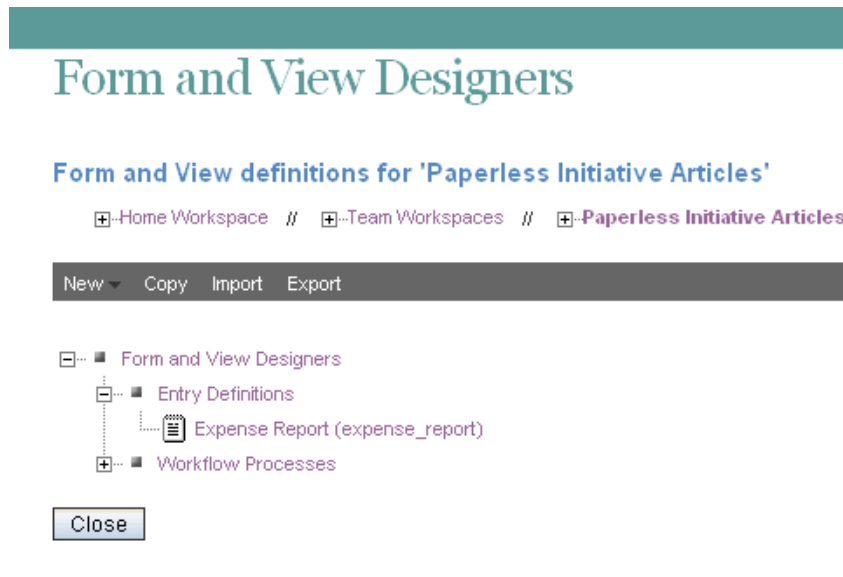 Form and View Designers
Form and View definitions for 'Paperless Initiative Articles'
Home Workspace // Team Workspaces // Paperless Initiative Articles
New Copy Import Export
Form and View Designers
Entry Definitions
Expense Report (expense_report)
Workflow Processes
Close